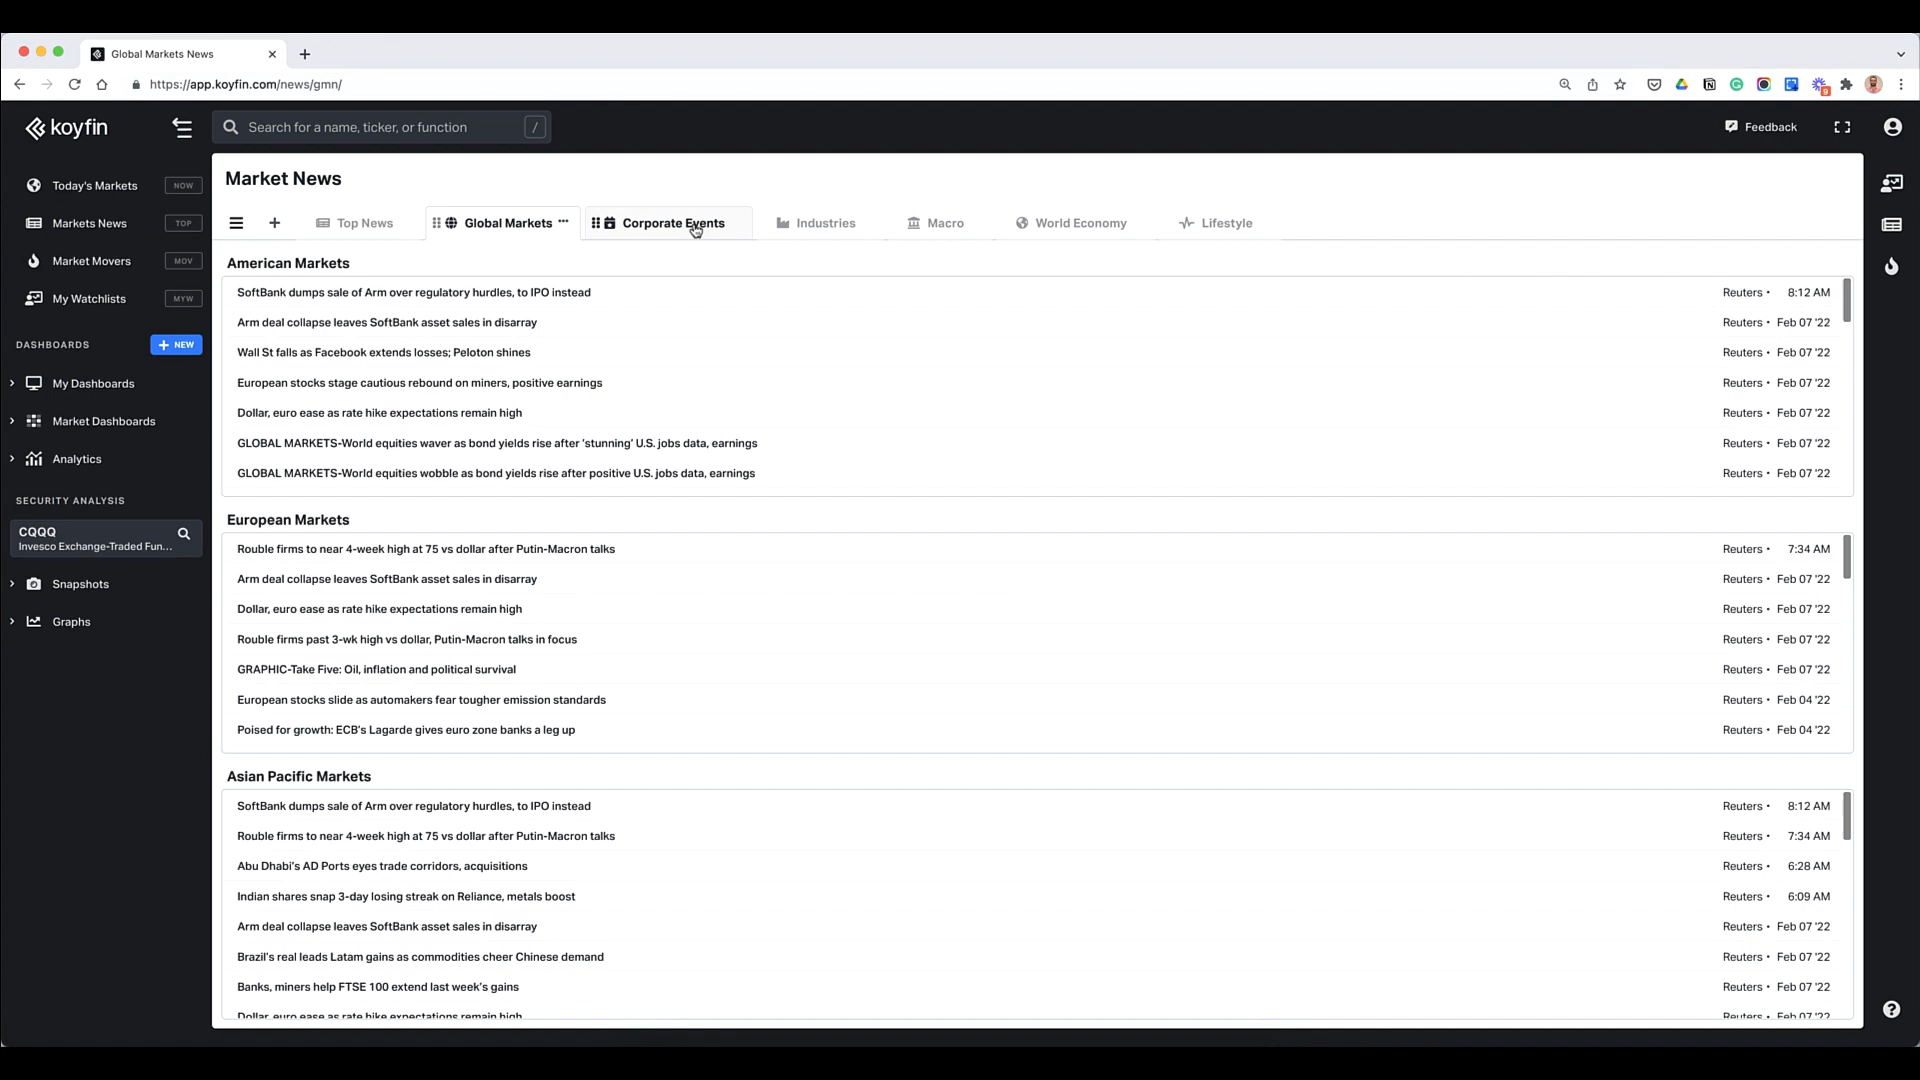 Global Markets News
https://app.koyfin.com/news/gmn/
9
koyfin
Search for a name, ticker, or function /
Feedback
Today's Markets NOW
Markets News TOP
Market Movers MOV
My Watchlists MYW
DASHBOARDS + NEW
My Dashboards
Market Dashboards
Analytics
SECURITY ANALYSIS
CQQQ
Invesco Exchange-Traded Fun...
Snapshots
Graphs
Market News
Top News Global Markets ··· Corporate Events Industries Macro World Economy Lifestyle
American Markets
SoftBank dumps sale of Arm over regulatory hurdles, to IPO instead Reuters • 8:12 AM
Arm deal collapse leaves SoftBank asset sales in disarray Reuters • Feb 07 '22
Wall St falls as Facebook extends losses; Peloton shines Reuters • Feb 07 '22
European stocks stage cautious rebound on miners, positive earnings Reuters • Feb 07 '22
Dollar, euro ease as rate hike expectations remain high Reuters • Feb 07 '22
GLOBAL MARKETS-World equities waver as bond yields rise after 'stunning' U.S. jobs data, earnings Reuters • Feb 07 '22
GLOBAL MARKETS-World equities wobble as bond yields rise after positive U.S. jobs data, earnings Reuters • Feb 07 '22
European Markets
Rouble firms to near 4-week high at 75 vs dollar after Putin-Macron talks Reuters • 7:34 AM
Arm deal collapse leaves SoftBank asset sales in disarray Reuters • Feb 07 '22
Dollar, euro ease as rate hike expectations remain high Reuters • Feb 07 '22
Rouble firms past 3-wk high vs dollar, Putin-Macron talks in focus Reuters • Feb 07 '22
GRAPHIC-Take Five: Oil, inflation and political survival Reuters • Feb 07 '22
European stocks slide as automakers fear tougher emission standards Reuters • Feb 04 '22
Poised for growth: ECB's Lagarde gives euro zone banks a leg up Reuters • Feb 04 '22
Asian Pacific Markets
SoftBank dumps sale of Arm over regulatory hurdles, to IPO instead Reuters • 8:12 AM
Rouble firms to near 4-week high at 75 vs dollar after Putin-Macron talks Reuters • 7:34 AM
Abu Dhabi's AD Ports eyes trade corridors, acquisitions Reuters • 6:28 AM
Indian shares snap 3-day losing streak on Reliance, metals boost Reuters • 6:09 AM
Arm deal collapse leaves SoftBank asset sales in disarray Reuters • Feb 07 '22
Brazil's real leads Latam gains as commodities cheer Chinese demand Reuters • Feb 07 '22
Banks, miners help FTSE 100 extend last week's gains Reuters • Feb 07 '22
Dollar, euro ease as rate hike expectations remain high Reuters • Feb 07 '22